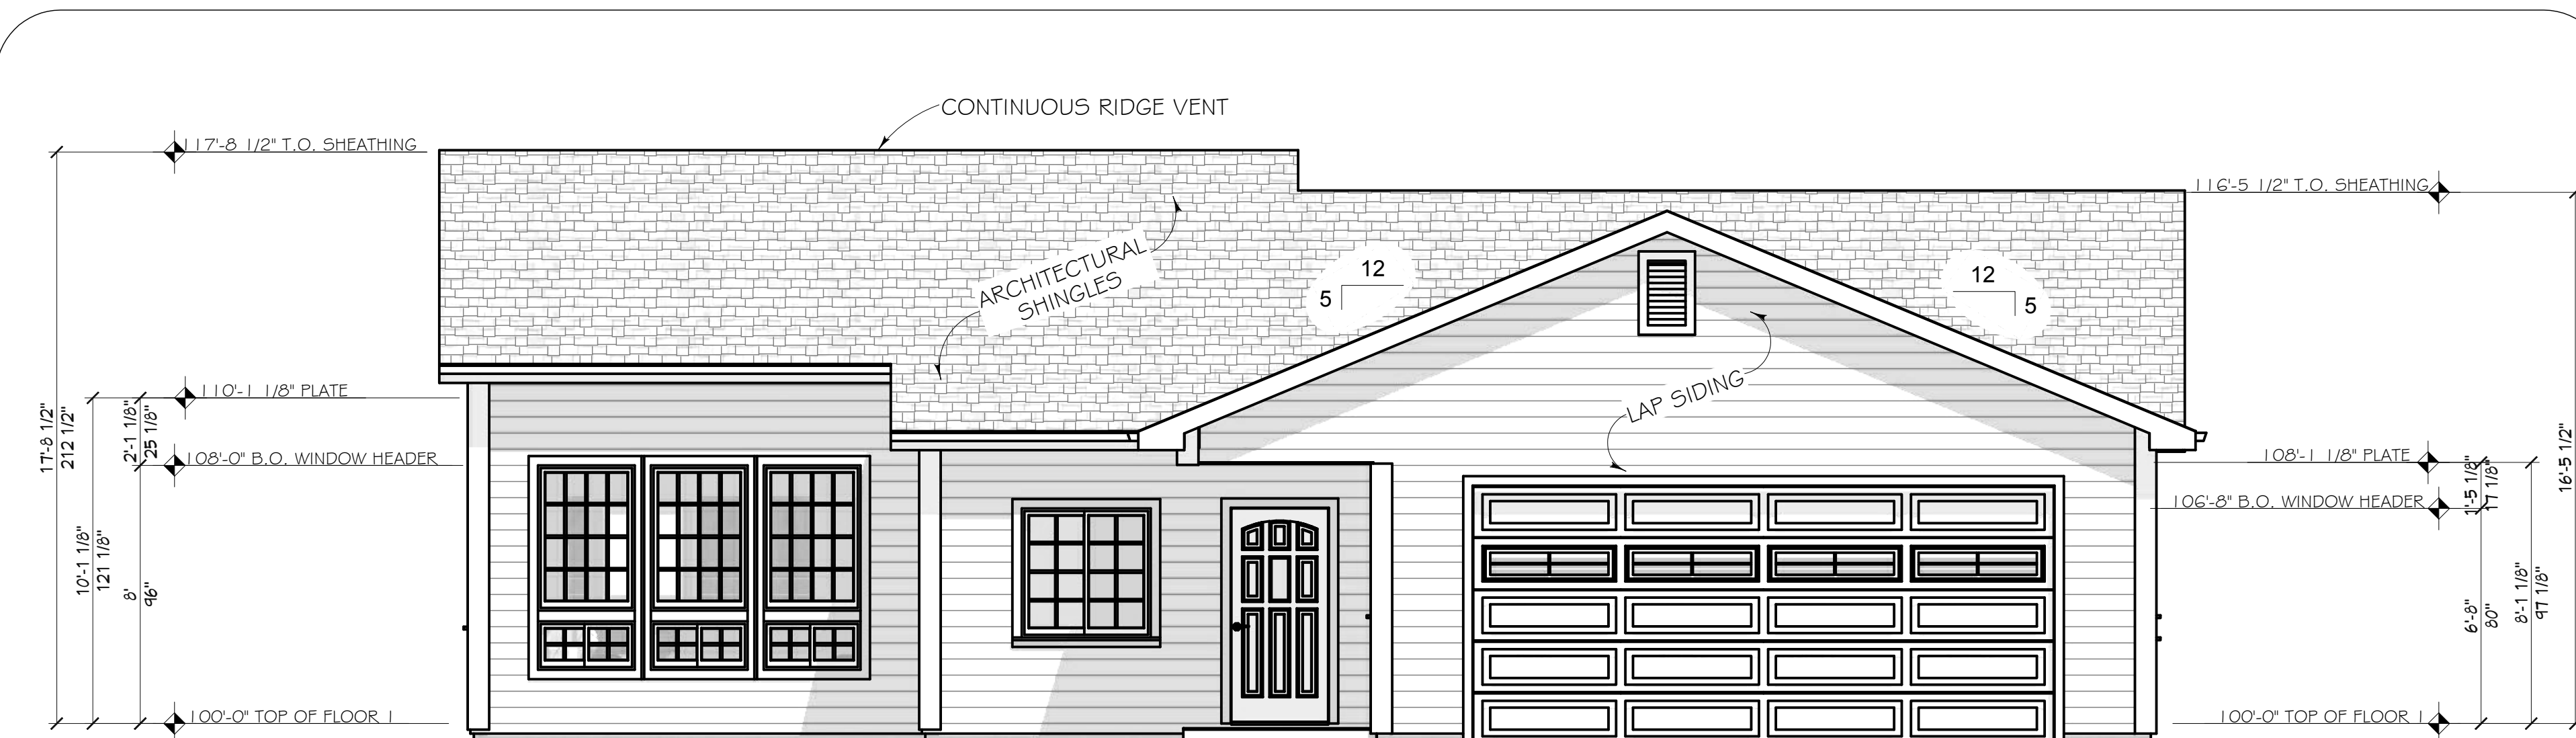 CONTINUOUS RIDGE VENT
117'-8 1/2" T.O. SHEATHING
116'-5 1/2" T.O. SHEATHING
ARCHITECTURAL
SHINGLES
12
5
12
5
LAP SIDING
110'-1 1/8" PLATE
108'-0" B.O. WINDOW HEADER
100'-0" TOP OF FLOOR 1
17'-8 1/2"
212 1/2"
10'-1 1/8"
121 1/8"
2'-1 1/8"
25 1/8"
8'
96"
108'-1 1/8" PLATE
106'-8" B.O. WINDOW HEADER
100'-0" TOP OF FLOOR 1
1'-5 1/8"
17 1/8"
6'-8"
80"
8'-1 1/8"
97 1/8"
16'-5 1/2"